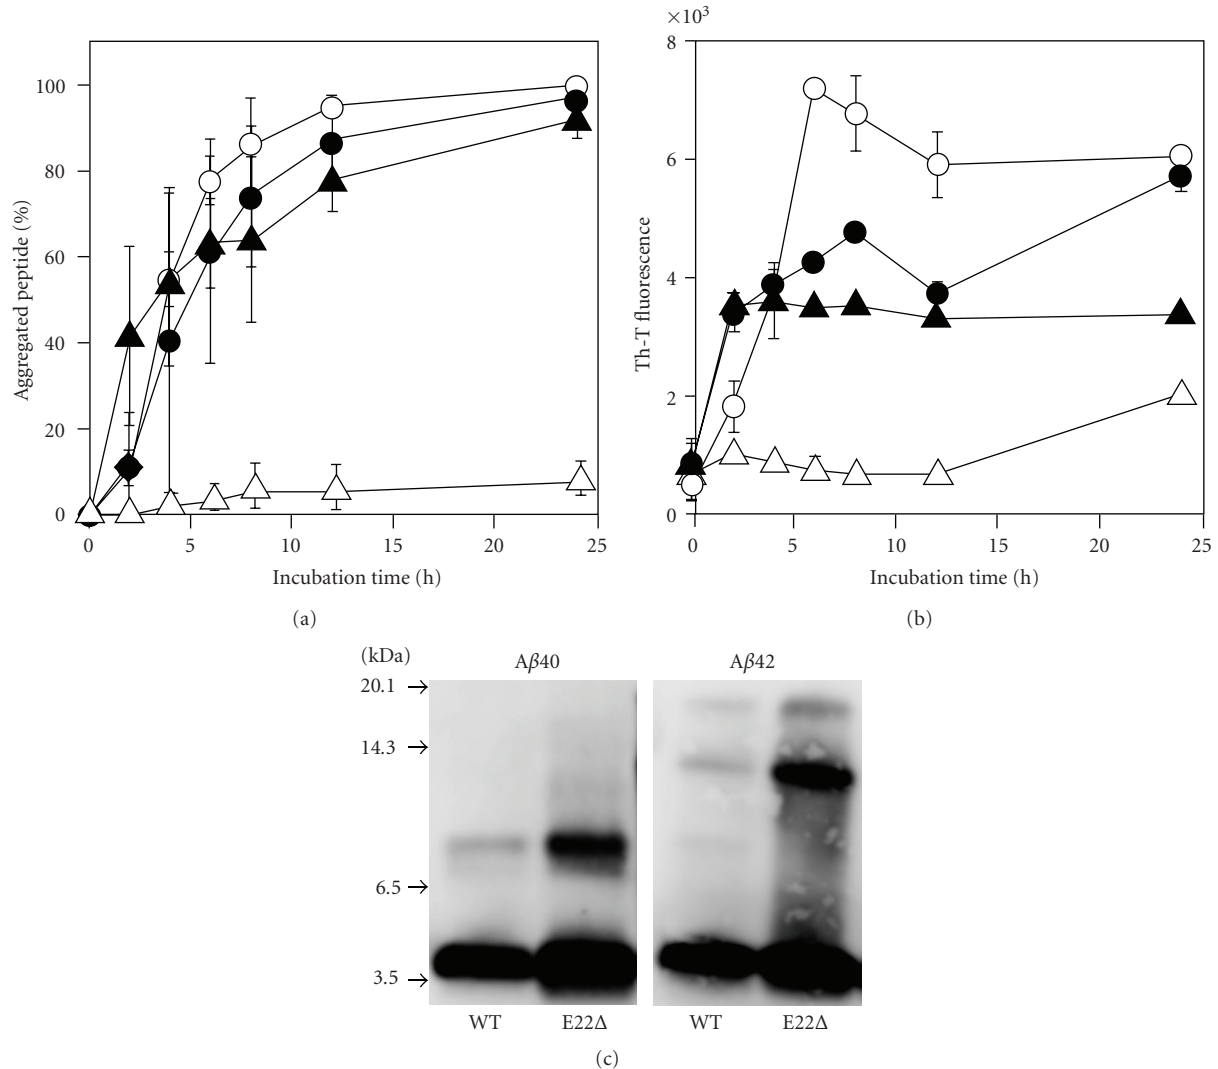 ×10³
100
80
60
40
20
0
Aggregated peptide (%)
0 5 10 15 20 25
Incubation time (h)
(a)
8
6
4
2
0
Th-T fluorescence
0 5 10 15 20 25
Incubation time (h)
(b)
(kDa) Aβ40 Aβ42
20.1
14.3
6.5
3.5
WT E22Δ WT E22Δ
(c)